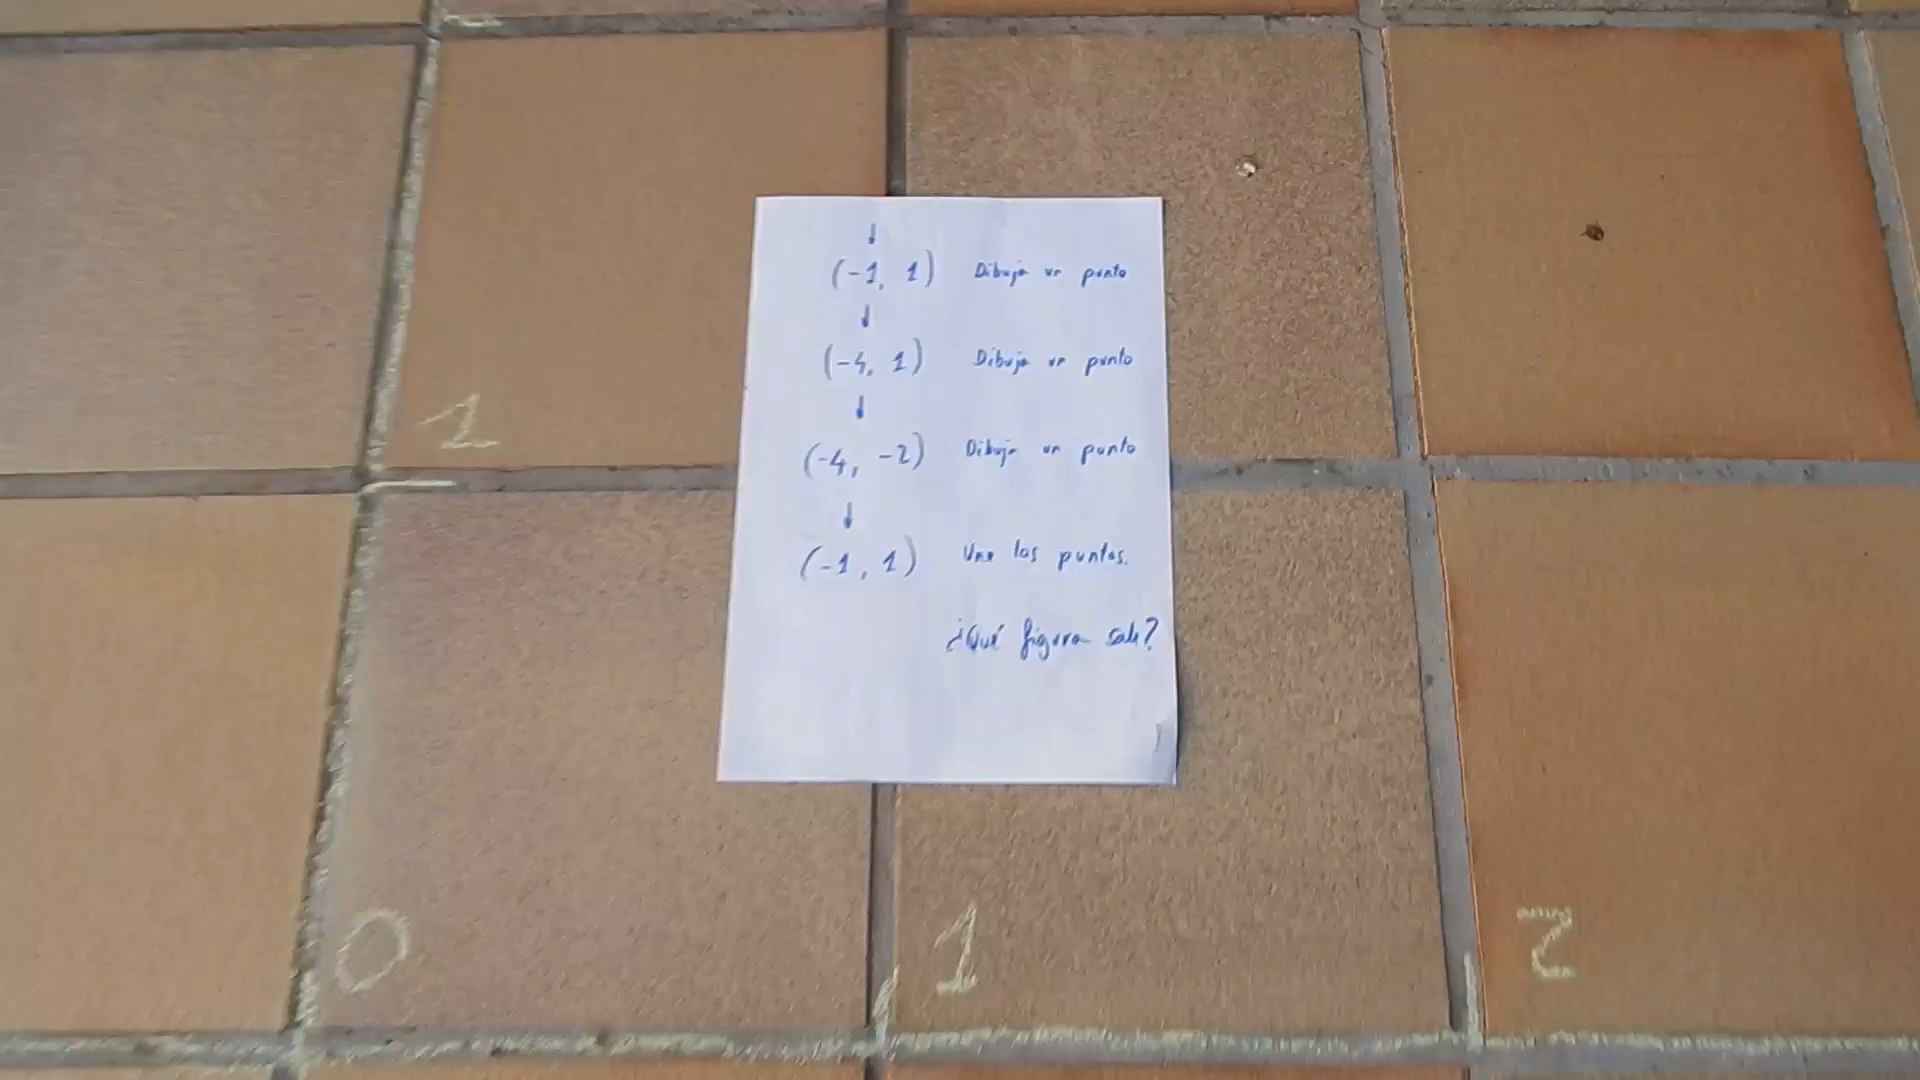 ↓
(-1, 1) Dibuja un punto
↓
(-4, 1) Dibuja un punto
↓
(-4, -2) Dibuja un punto
↓
(-1, 1) Une los puntos.
¿Qué figura sale?
1
0 1 2